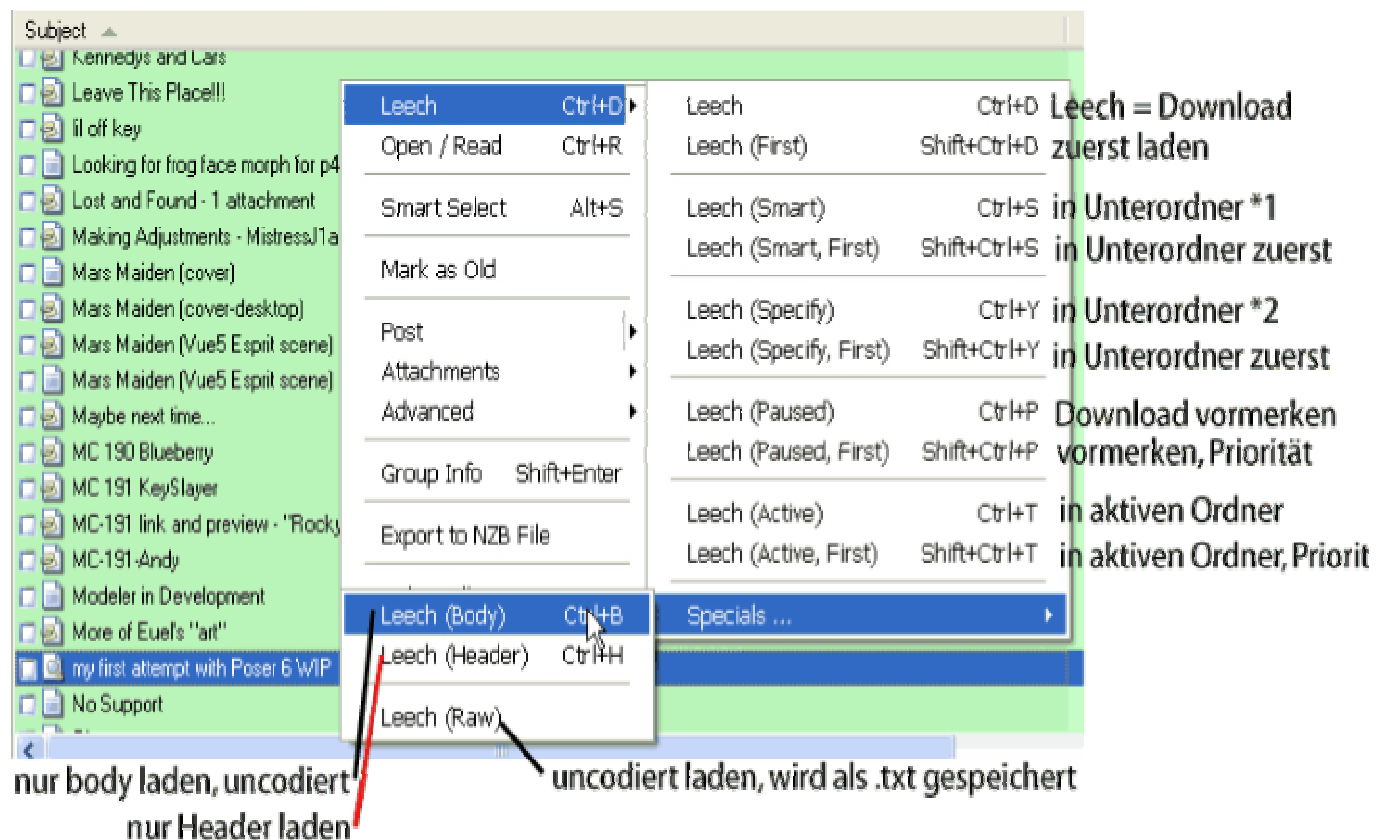 Subject
Kennedys and Cars
Leave This Place!!!
lil off key
Looking for frog face morph for p4
Lost and Found - 1 attachment
Making Adjustments - MistressJ1a
Mars Maiden (cover)
Mars Maiden (cover-desktop)
Mars Maiden (Vue5 Esprit scene)
Mars Maiden (Vue5 Esprit scene)
Maybe next time...
MC 190 Blueberry
MC 191 KeySlayer
MC-191 link and preview - "Rocky
MC-191-Andy
Modeler in Development
More of Euel's "art"
my first attempt with Poser 6 WIP
No Support
Leech Ctrl+D
Open / Read Ctrl+R
Smart Select Alt+S
Mark as Old
Post
Attachments
Advanced
Group Info Shift+Enter
Export to NZB File
Leech (Body) Ctrl+B
Leech (Header) Ctrl+H
Leech (Raw)
Leech Ctrl+D Leech = Download
Leech (First) Shift+Ctrl+D zuerst laden
Leech (Smart) Ctrl+S in Unterordner *1
Leech (Smart, First) Shift+Ctrl+S in Unterordner zuerst
Leech (Specify) Ctrl+Y in Unterordner *2
Leech (Specify, First) Shift+Ctrl+Y in Unterordner zuerst
Leech (Paused) Ctrl+P Download vormerken
Leech (Paused, First) Shift+Ctrl+P vormerken, Priorität
Leech (Active) Ctrl+T in aktiven Ordner
Leech (Active, First) Shift+Ctrl+T in aktiven Ordner, Priorit
Specials ...
nur body laden, uncodiert
uncodiert laden, wird als .txt gespeichert
nur Header laden